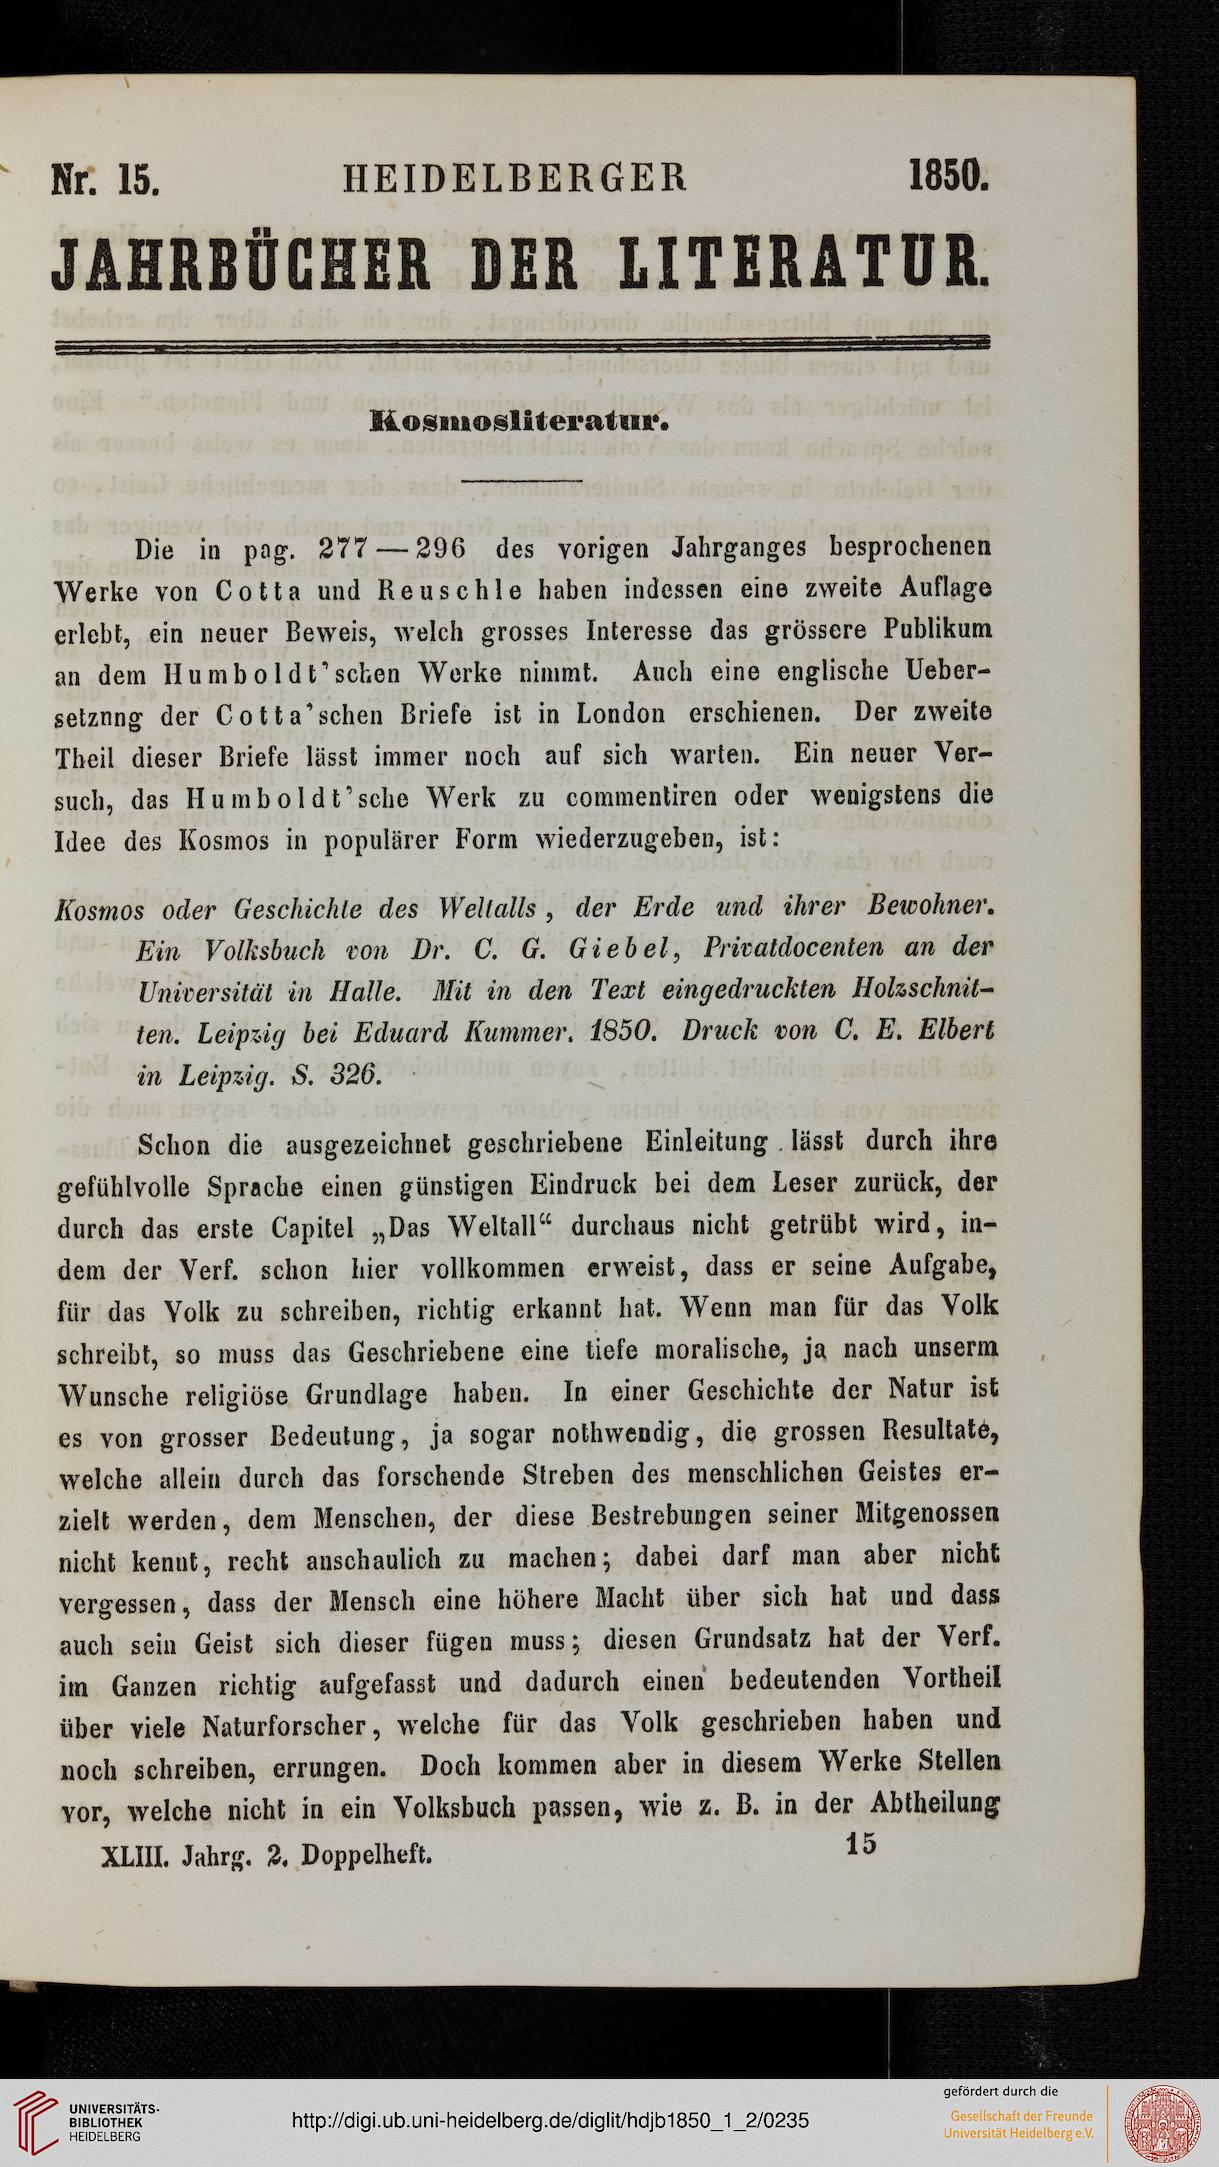 Nr. 15. HEIDELBERGER 1850.
JAHRBÜCHER DER LITERATUR.
Kosmosliteratur.
Die in pag. 277 — 296 des vorigen Jahrganges besprochenen
Werke von Cotta und Reuschle haben indessen eine zweite Auflage
erlebt, ein neuer Beweis, welch grosses Interesse das grössere Publikum
an dem Humboldt'schen Werke nimmt. Auch eine englische Ueber-
setznng der Cotta'schen Briefe ist in London erschienen. Der zweite
Theil dieser Briefe lässt immer noch auf sich warten. Ein neuer Ver-
such, das Humboldt'sche Werk zu commentiren oder wenigstens die
Idee des Kosmos in populärer Form wiederzugeben, ist:
Kosmos oder Geschichte des Weltalls, der Erde und ihrer Bewohner.
Ein Volksbuch von Dr. C. G. Giebel, Privatdocenten an der
Universität in Halle. Mit in den Text eingedruckten Holzschnit-
ten. Leipzig bei Eduard Kummer. 1850. Druck von C. E. Elbert
in Leipzig. S. 326.
Schon die ausgezeichnet geschriebene Einleitung lässt durch ihre
gefühlvolle Sprache einen günstigen Eindruck bei dem Leser zurück, der
durch das erste Capitel „Das Weltall“ durchaus nicht getrübt wird, in-
dem der Verf. schon hier vollkommen erweist, dass er seine Aufgabe,
für das Volk zu schreiben, richtig erkannt hat. Wenn man für das Volk
schreibt, so muss das Geschriebene eine tiefe moralische, ja nach unserm
Wunsche religiöse Grundlage haben. In einer Geschichte der Natur ist
es von grosser Bedeutung, ja sogar nothwendig, die grossen Resultate,
welche allein durch das forschende Streben des menschlichen Geistes er-
zielt werden, dem Menschen, der diese Bestrebungen seiner Mitgenossen
nicht kennt, recht anschaulich zu machen; dabei darf man aber nicht
vergessen, dass der Mensch eine höhere Macht über sich hat und dass
auch sein Geist sich dieser fügen muss; diesen Grundsatz hat der Verf.
im Ganzen richtig aufgefasst und dadurch einen bedeutenden Vortheil
über viele Naturforscher, welche für das Volk geschrieben haben und
noch schreiben, errungen. Doch kommen aber in diesem Werke Stellen
vor, welche nicht in ein Volksbuch passen, wie z. B. in der Abtheilung
XLIII. Jahrg. 2. Doppelheft. 15
UNIVERSITÄTS-
BIBLIOTHEK
HEIDELBERG
http://digi.ub.uni-heidelberg.de/diglit/hdjb1850_1_2/0235
gefördert durch die
Gesellschaft der Freunde
Universität Heidelberg e.V.